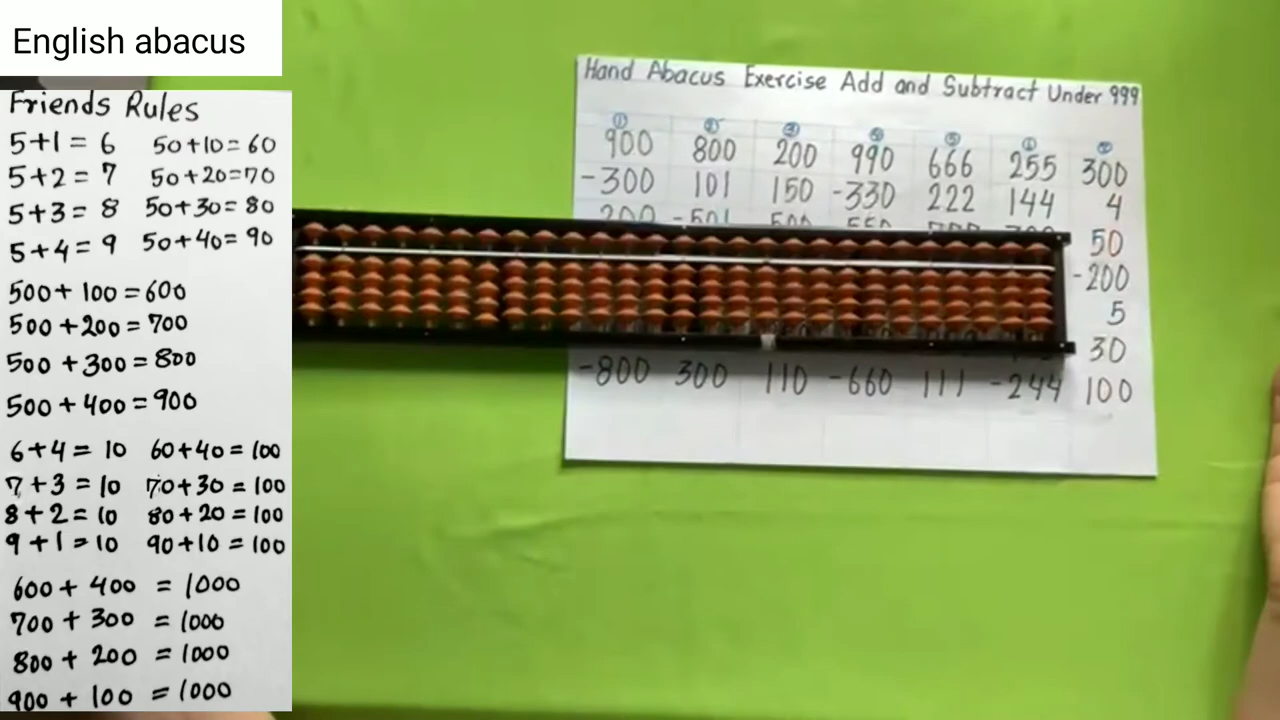 English abacus
Friends Rules
5+1 = 6 50+10 = 60
5+2 = 7 50+20=70
5+3 = 8 50+30= 80
5+4 = 9 50+40= 90
500+ 100 = 600
500 +200 = 700
500 +300 = 800
500 + 400 = 900
6+4 = 10 60+40 = 100
7+3 = 10 70+30 = 100
8+2 = 10 80+20 = 100
9+1 = 10 90+10 = 100
600 + 400 = 1000
700 + 300 = 1000
800 + 200 = 1000
900 + 100 = 1000
Hand Abacus Exercise Add and Subtract Under 999
900 800 200 990 666 255 300
-300 101 150 -330 222 144 4
200 -501 500 550 50
-200
5
30
-800 300 110 -660 111 -244 100